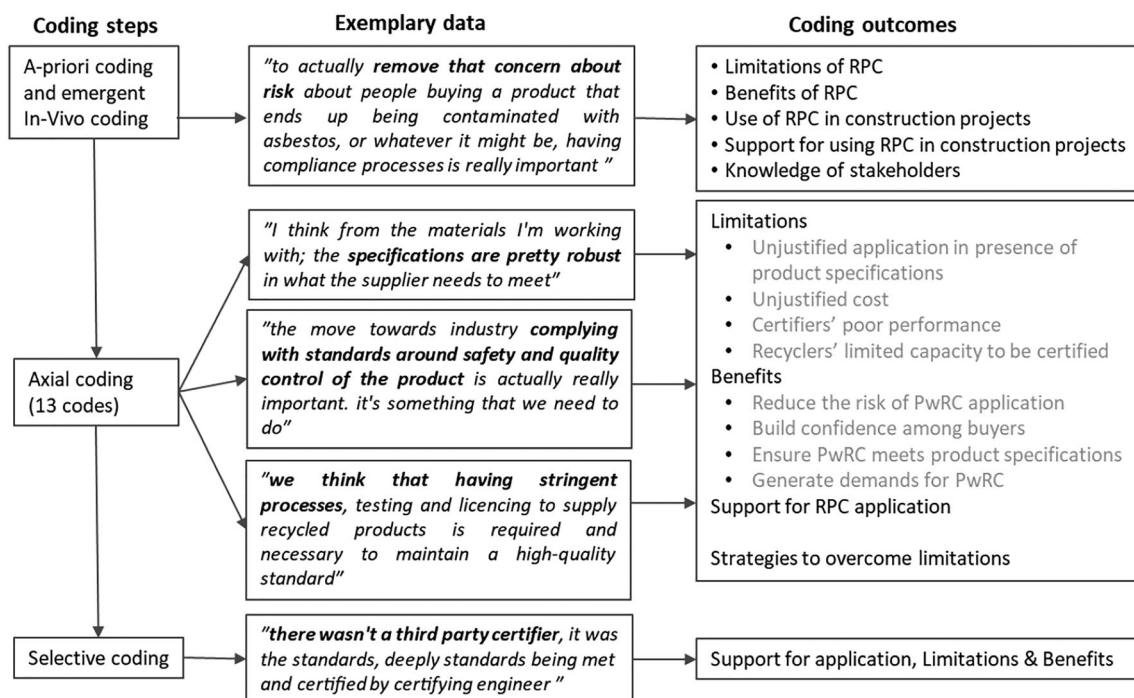 Coding steps
Exemplary data
Coding outcomes
A-priori coding
and emergent
In-Vivo coding
"to actually remove that concern about
risk about people buying a product that
ends up being contaminated with
asbestos, or whatever it might be, having
compliance processes is really important "
• Limitations of RPC
• Benefits of RPC
• Use of RPC in construction projects
• Support for using RPC in construction projects
• Knowledge of stakeholders
Axial coding
(13 codes)
"I think from the materials I'm working
with; the specifications are pretty robust
in what the supplier needs to meet"
"the move towards industry complying
with standards around safety and quality
control of the product is actually really
important. it's something that we need to
do"
"we think that having stringent
processes, testing and licencing to supply
recycled products is required and
necessary to maintain a high-quality
standard"
Limitations
• Unjustified application in presence of
product specifications
• Unjustified cost
• Certifiers' poor performance
• Recyclers' limited capacity to be certified
Benefits
• Reduce the risk of PwRC application
• Build confidence among buyers
• Ensure PwRC meets product specifications
• Generate demands for PwRC
Support for RPC application
Strategies to overcome limitations
Selective coding
"there wasn't a third party certifier, it was
the standards, deeply standards being met
and certified by certifying engineer "
Support for application, Limitations & Benefits